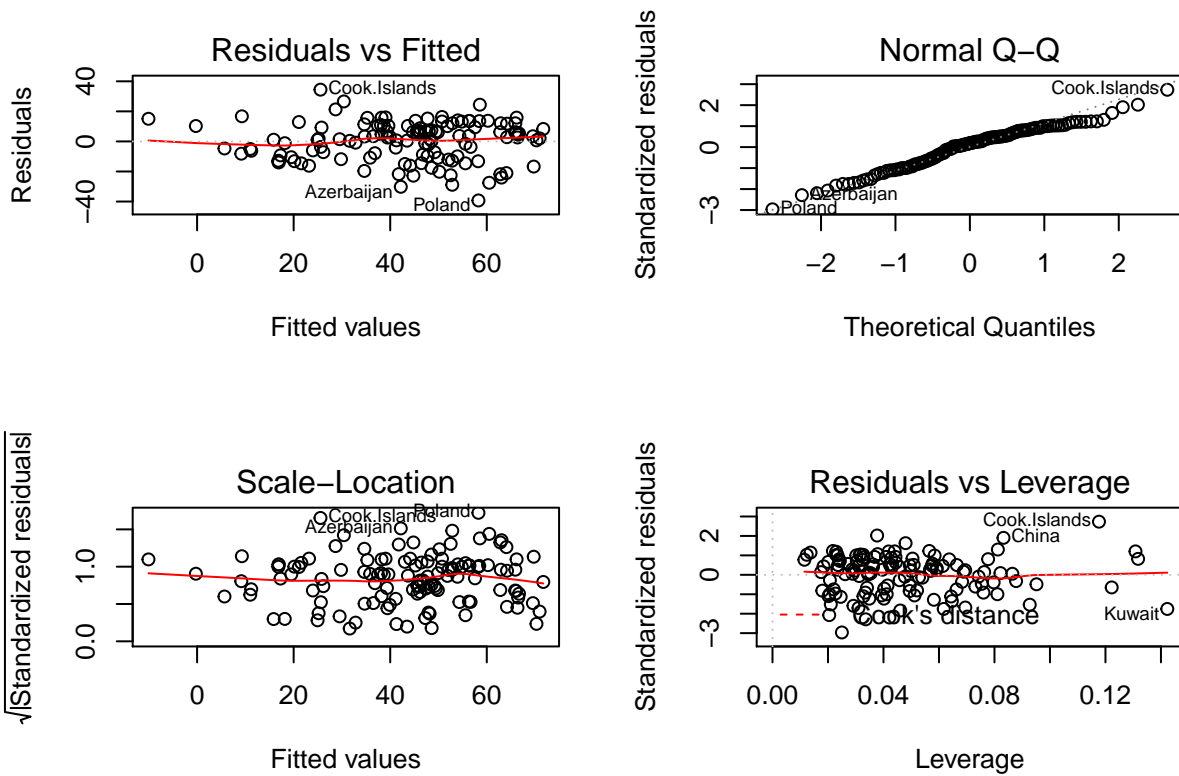 Residuals vs Fitted
Residuals
40
0
−40
Cook.Islands
Azerbaijan
Poland
0
20
40
60
Fitted values
Normal Q−Q
Standardized residuals
2
0
−3
Cook.Islands
Azerbaijan
Poland
−2
−1
0
1
2
Theoretical Quantiles
Scale−Location
√|Standardized residuals|
1.0
0.0
Cook.Islands
Poland
Azerbaijan
0
20
40
60
Fitted values
Residuals vs Leverage
Standardized residuals
2
0
−3
Cook.Islands
China
Kuwait
Cook's distance
0.00
0.04
0.08
0.12
Leverage